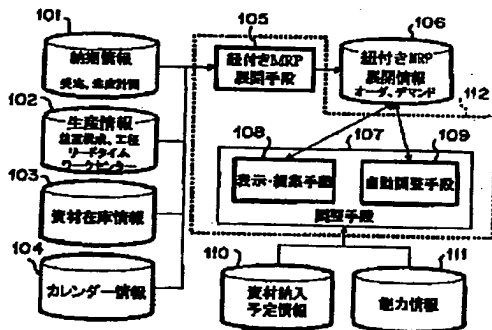 101
納期情報
受注、生産計画
102
生産情報
装置構成、工程
リードタイム
ワークセンター
103
資材在庫情報
104
カレンダー情報
105
紐付きMRP
展開手段
106
紐付きMRP
展開情報
オーダ、デマンド
112
107
108
表示・編集手段
109
自動調整手段
調整手段
110
資材納入
予定情報
111
能力情報